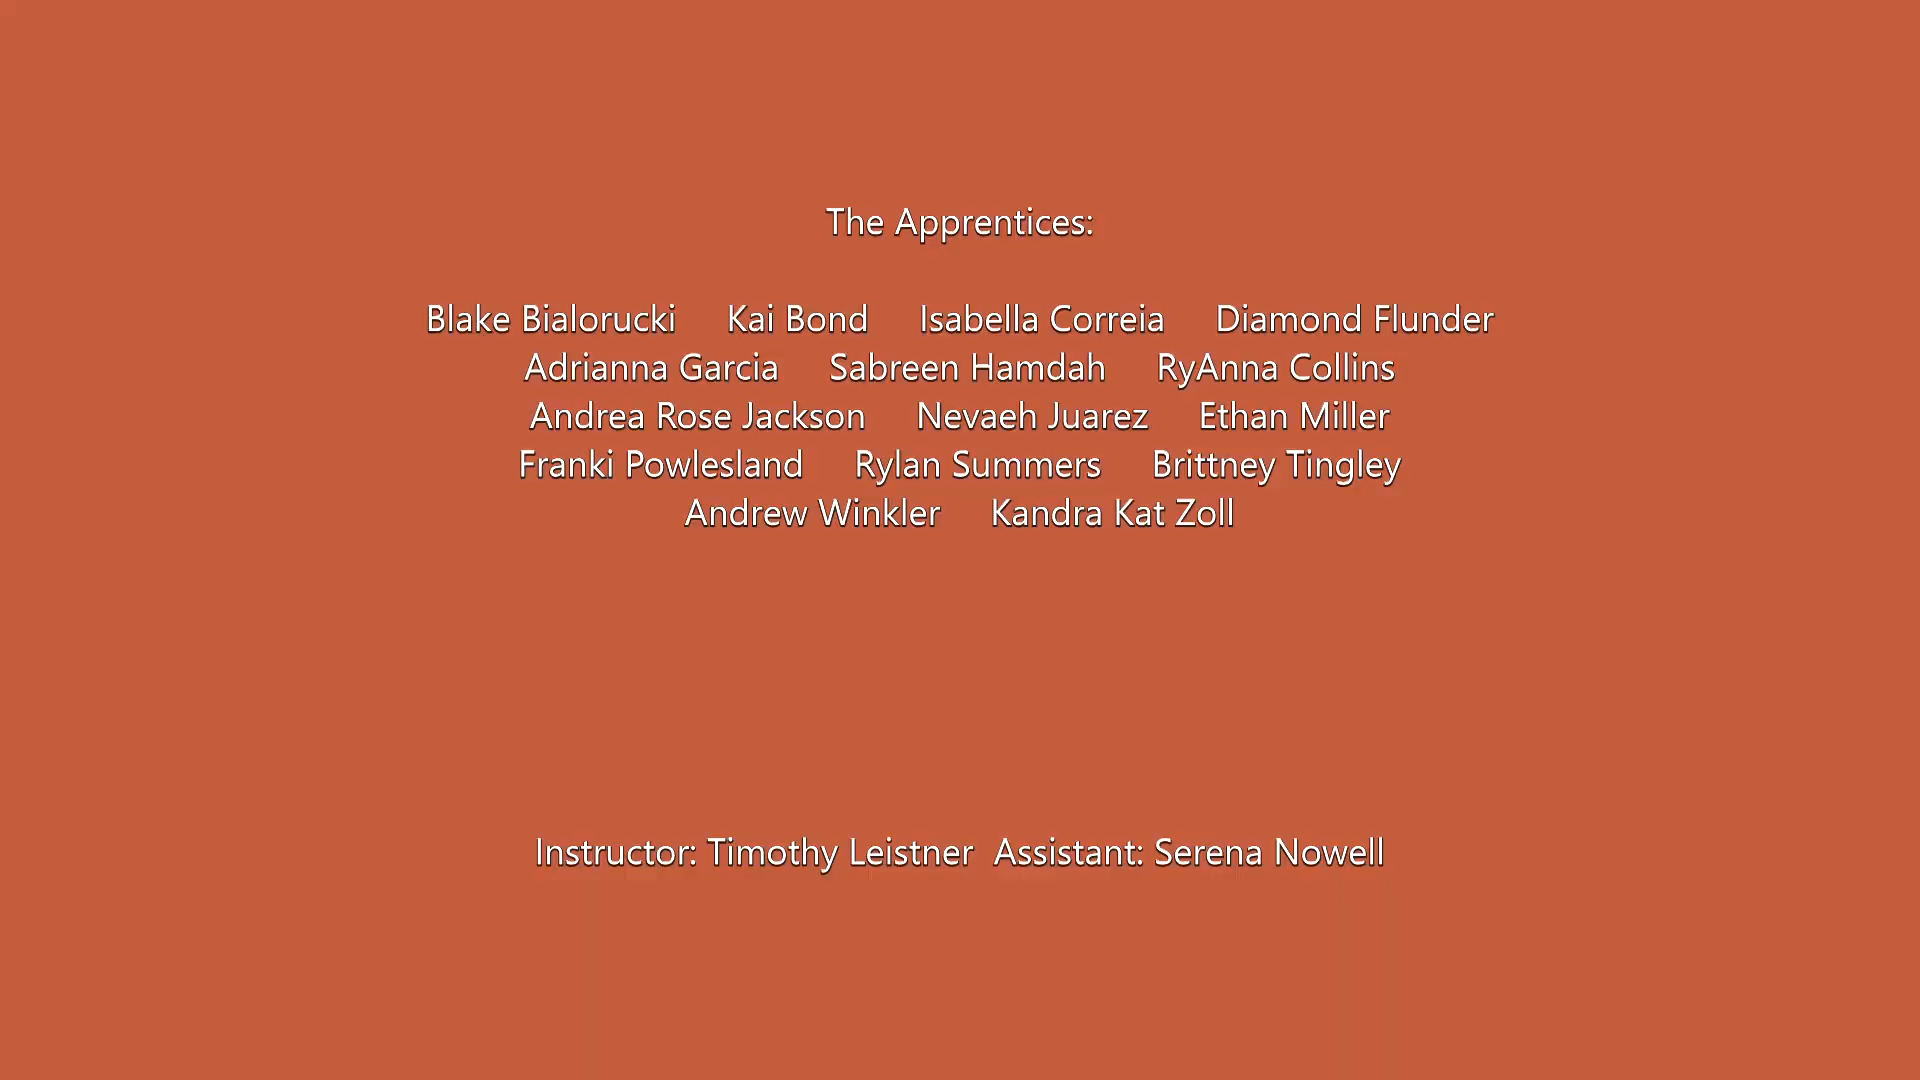 The Apprentices:
Blake Bialorucki Kai Bond Isabella Correia Diamond Flunder
Adrianna Garcia Sabreen Hamdah RyAnna Collins
Andrea Rose Jackson Nevaeh Juarez Ethan Miller
Franki Powlesland Rylan Summers Brittney Tingley
Andrew Winkler Kandra Kat Zoll
Instructor: Timothy Leistner Assistant: Serena Nowell